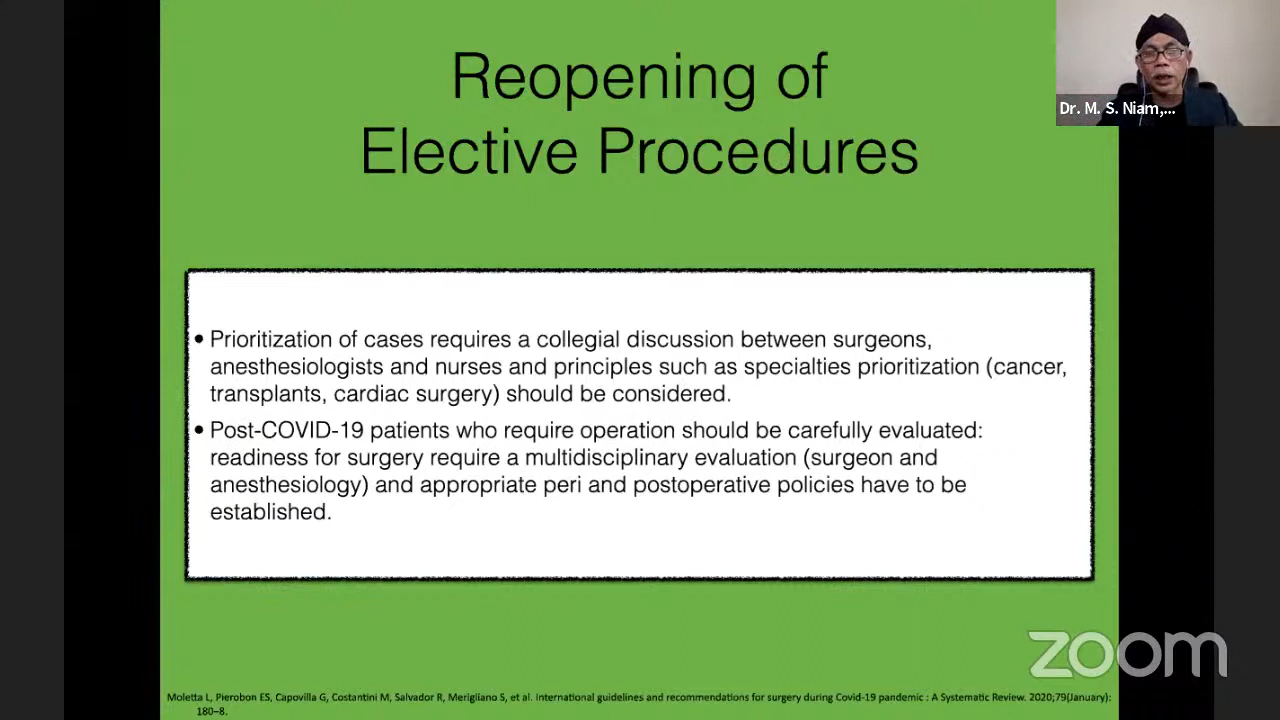 Reopening of
Elective Procedures
Dr. M. S. Niam,...
• Prioritization of cases requires a collegial discussion between surgeons,
anesthesiologists and nurses and principles such as specialties prioritization (cancer,
transplants, cardiac surgery) should be considered.
• Post-COVID-19 patients who require operation should be carefully evaluated:
readiness for surgery require a multidisciplinary evaluation (surgeon and
anesthesiology) and appropriate peri and postoperative policies have to be
established.
zoom
Moletta L, Pierobon ES, Capovilla G, Costantini M, Salvador R, Merigliano S, et al. International guidelines and recommendations for surgery during Covid-19 pandemic : A Systematic Review. 2020;79(January):
180–8.